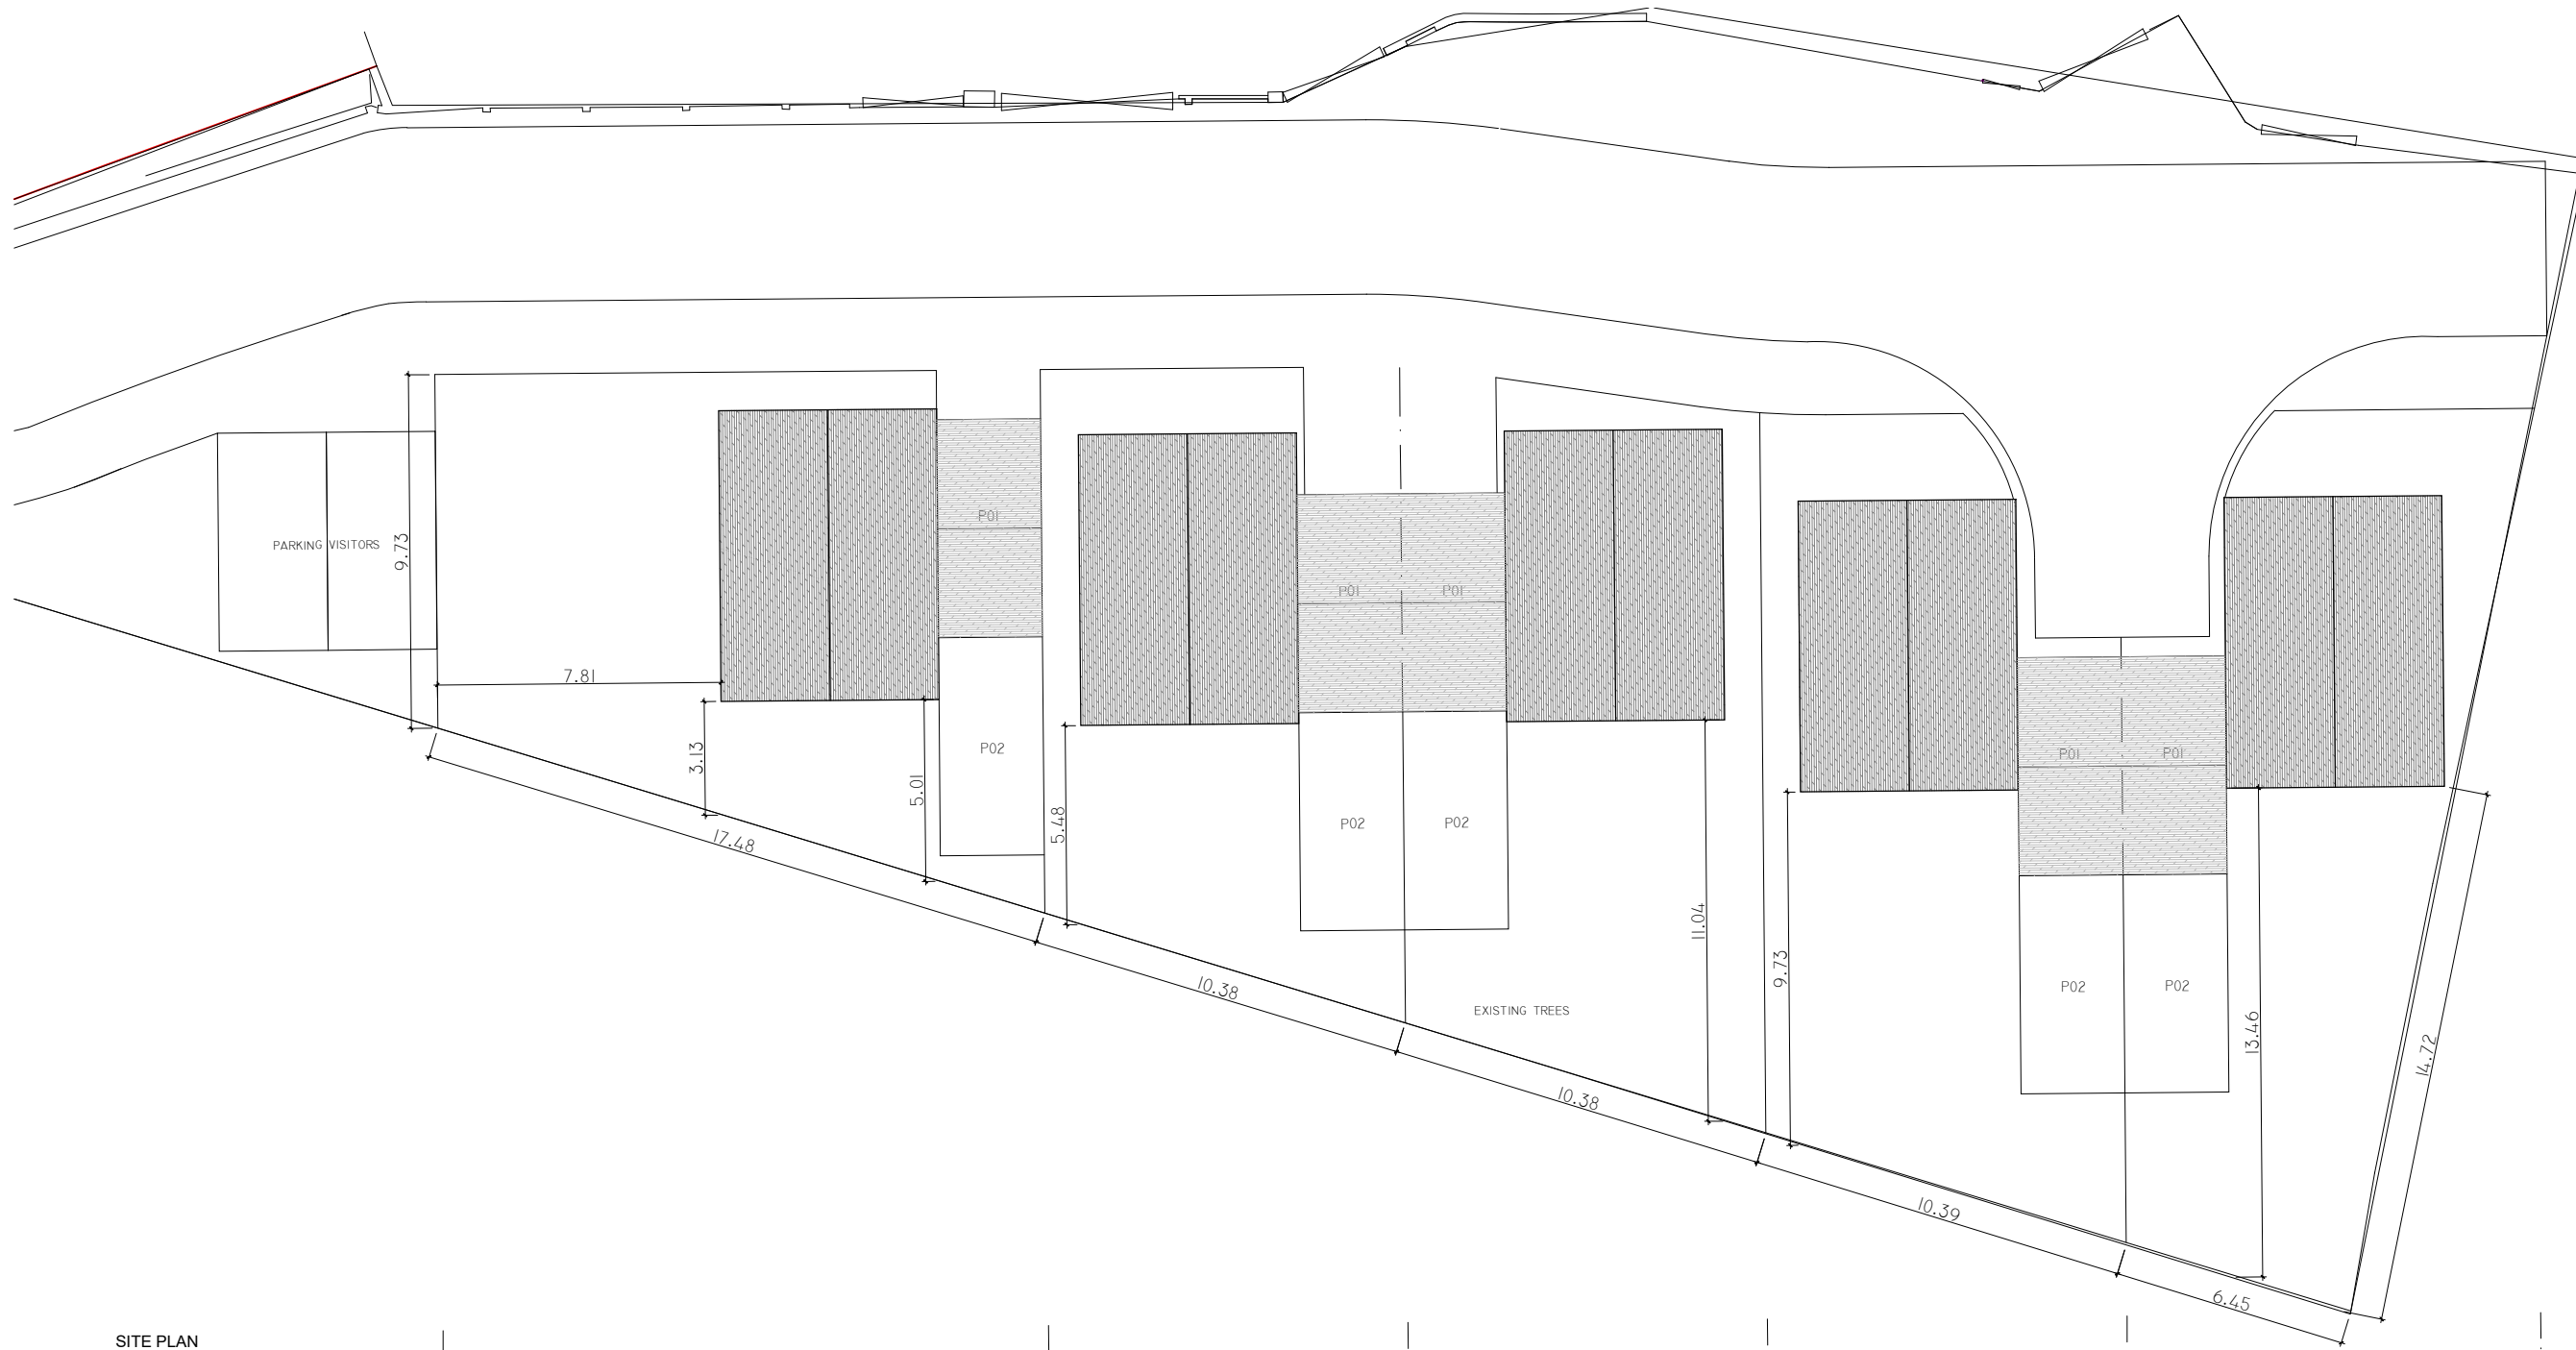 P01
PARKING VISITORS
9.73
P01
P01
7.81
P02
3.13
5.01
P01
P01
5.48
P02
P02
17.48
11.04
9.73
P02
P02
10.38
EXISTING TREES
13.46
14.72
10.38
10.39
6.45
SITE PLAN